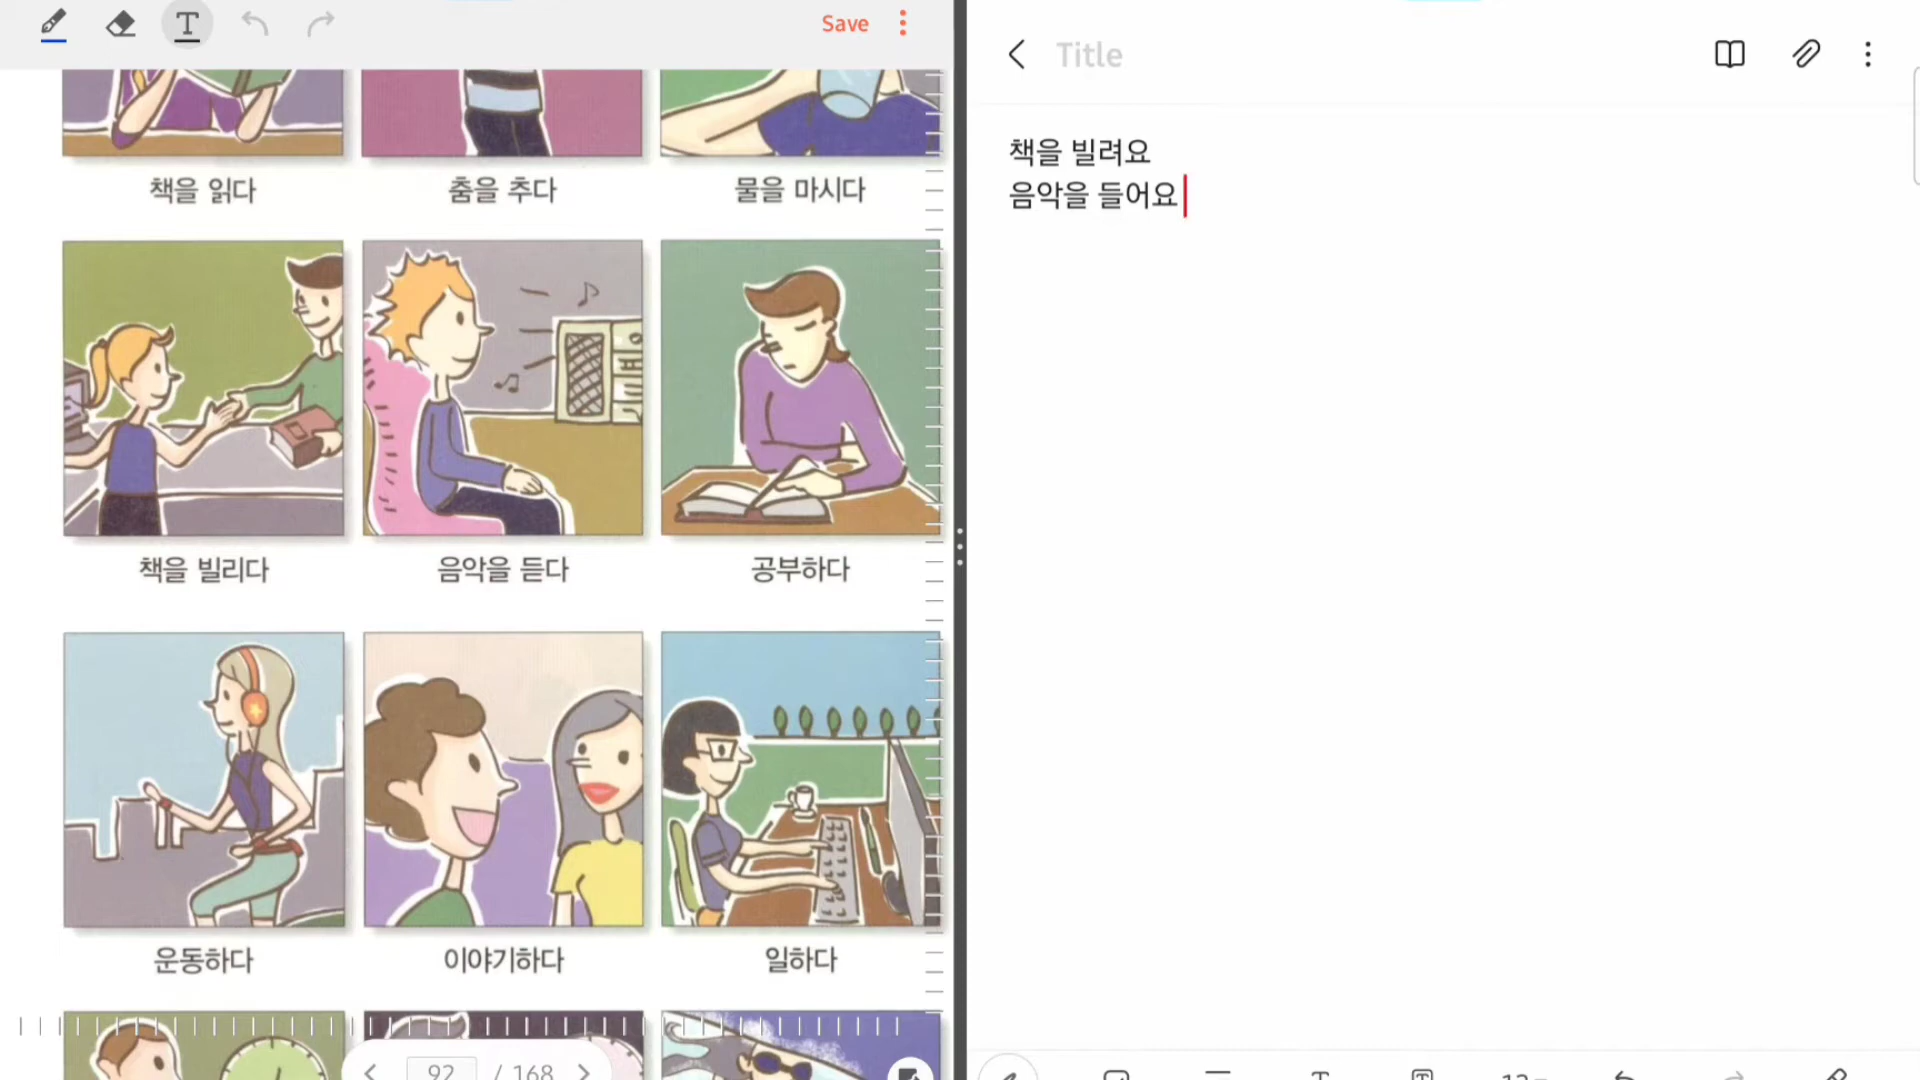 T
Save
Title
책을 읽다
춤을 추다
물을 마시다
책을 빌려요
음악을 들어요
책을 빌리다
음악을 듣다
공부하다
운동하다
이야기하다
일하다
92 / 168